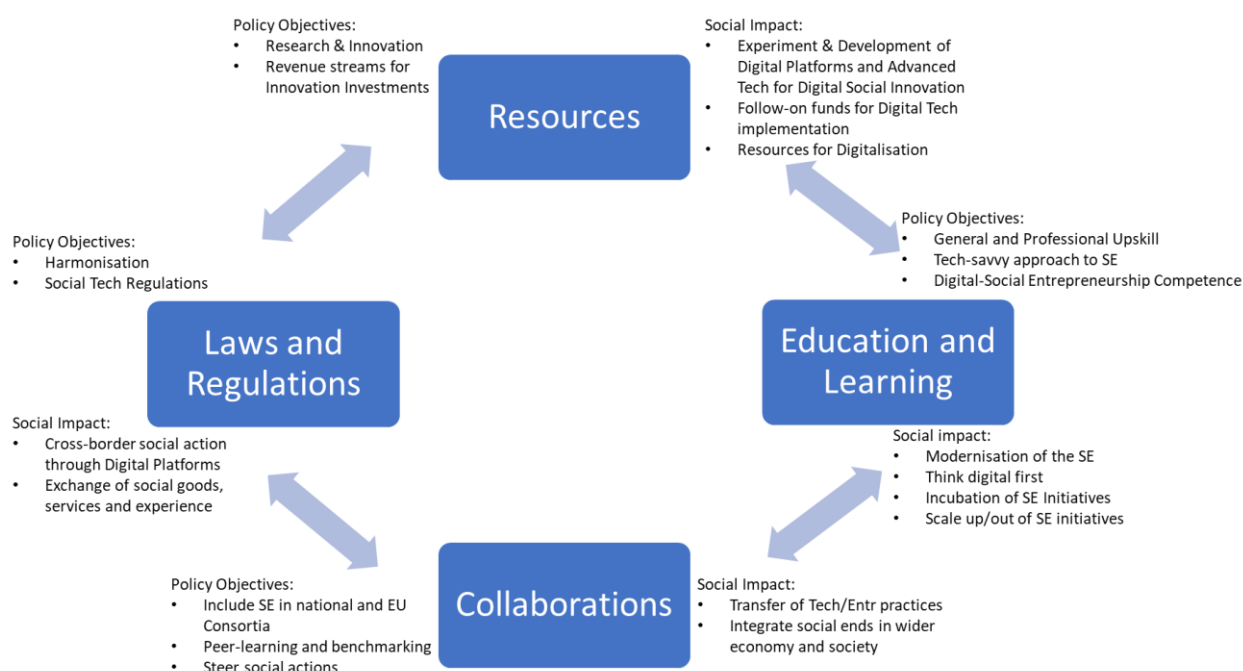 Policy Objectives:
• Research & Innovation
• Revenue streams for
Innovation Investments
Resources
Social Impact:
• Experiment & Development of
Digital Platforms and Advanced
Tech for Digital Social Innovation
• Follow-on funds for Digital Tech
implementation
• Resources for Digitalisation
Policy Objectives:
• Harmonisation
• Social Tech Regulations
Laws and
Regulations
Social Impact:
• Cross-border social action
through Digital Platforms
• Exchange of social goods,
services and experience
Policy Objectives:
• General and Professional Upskill
• Tech-savvy approach to SE
• Digital-Social Entrepreneurship Competence
Education and
Learning
Social impact:
• Modernisation of the SE
• Think digital first
• Incubation of SE Initiatives
• Scale up/out of SE initiatives
Policy Objectives:
• Include SE in national and EU
Consortia
• Peer-learning and benchmarking
• Steer social actions
Collaborations
Social Impact:
• Transfer of Tech/Entr practices
• Integrate social ends in wider
economy and society